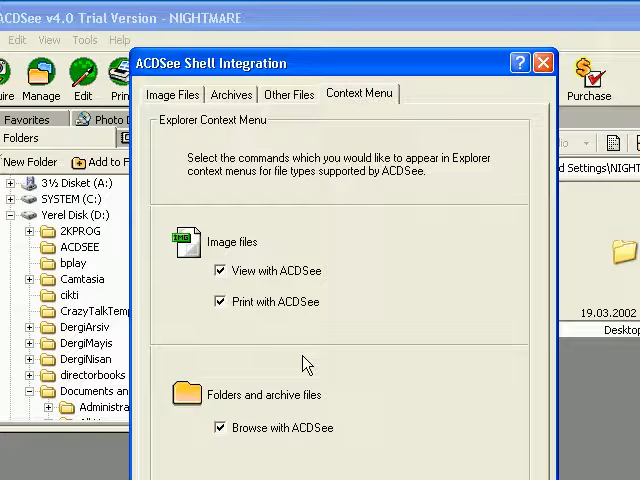 ACDSee v4.0 Trial Version - NIGHTMARE
Edit View Tools Help
ACDSee Shell Integration
Manage Edit Purchase
Image Files Archives Other Files Context Menu
Favorites
Folders
New Folder Add to
Explorer Context Menu
Select the commands which you would like to appear in Explorer
context menus for file types supported by ACDSee.
3½ Disket (A:)
SYSTEM (C:)
Yerel Disk (D:)
2KPROG
ACDSEE
bplay
Camtasia
cikti
CrazyTalkTemp
DergiArsiv
DergiMayis
DergiNisan
directorbooks
Documents an
Administra
IMG
Image files
View with ACDSee
Print with ACDSee
Folders and archive files
Browse with ACDSee
d Settings\NIGHT
19.03.2002
Deskto